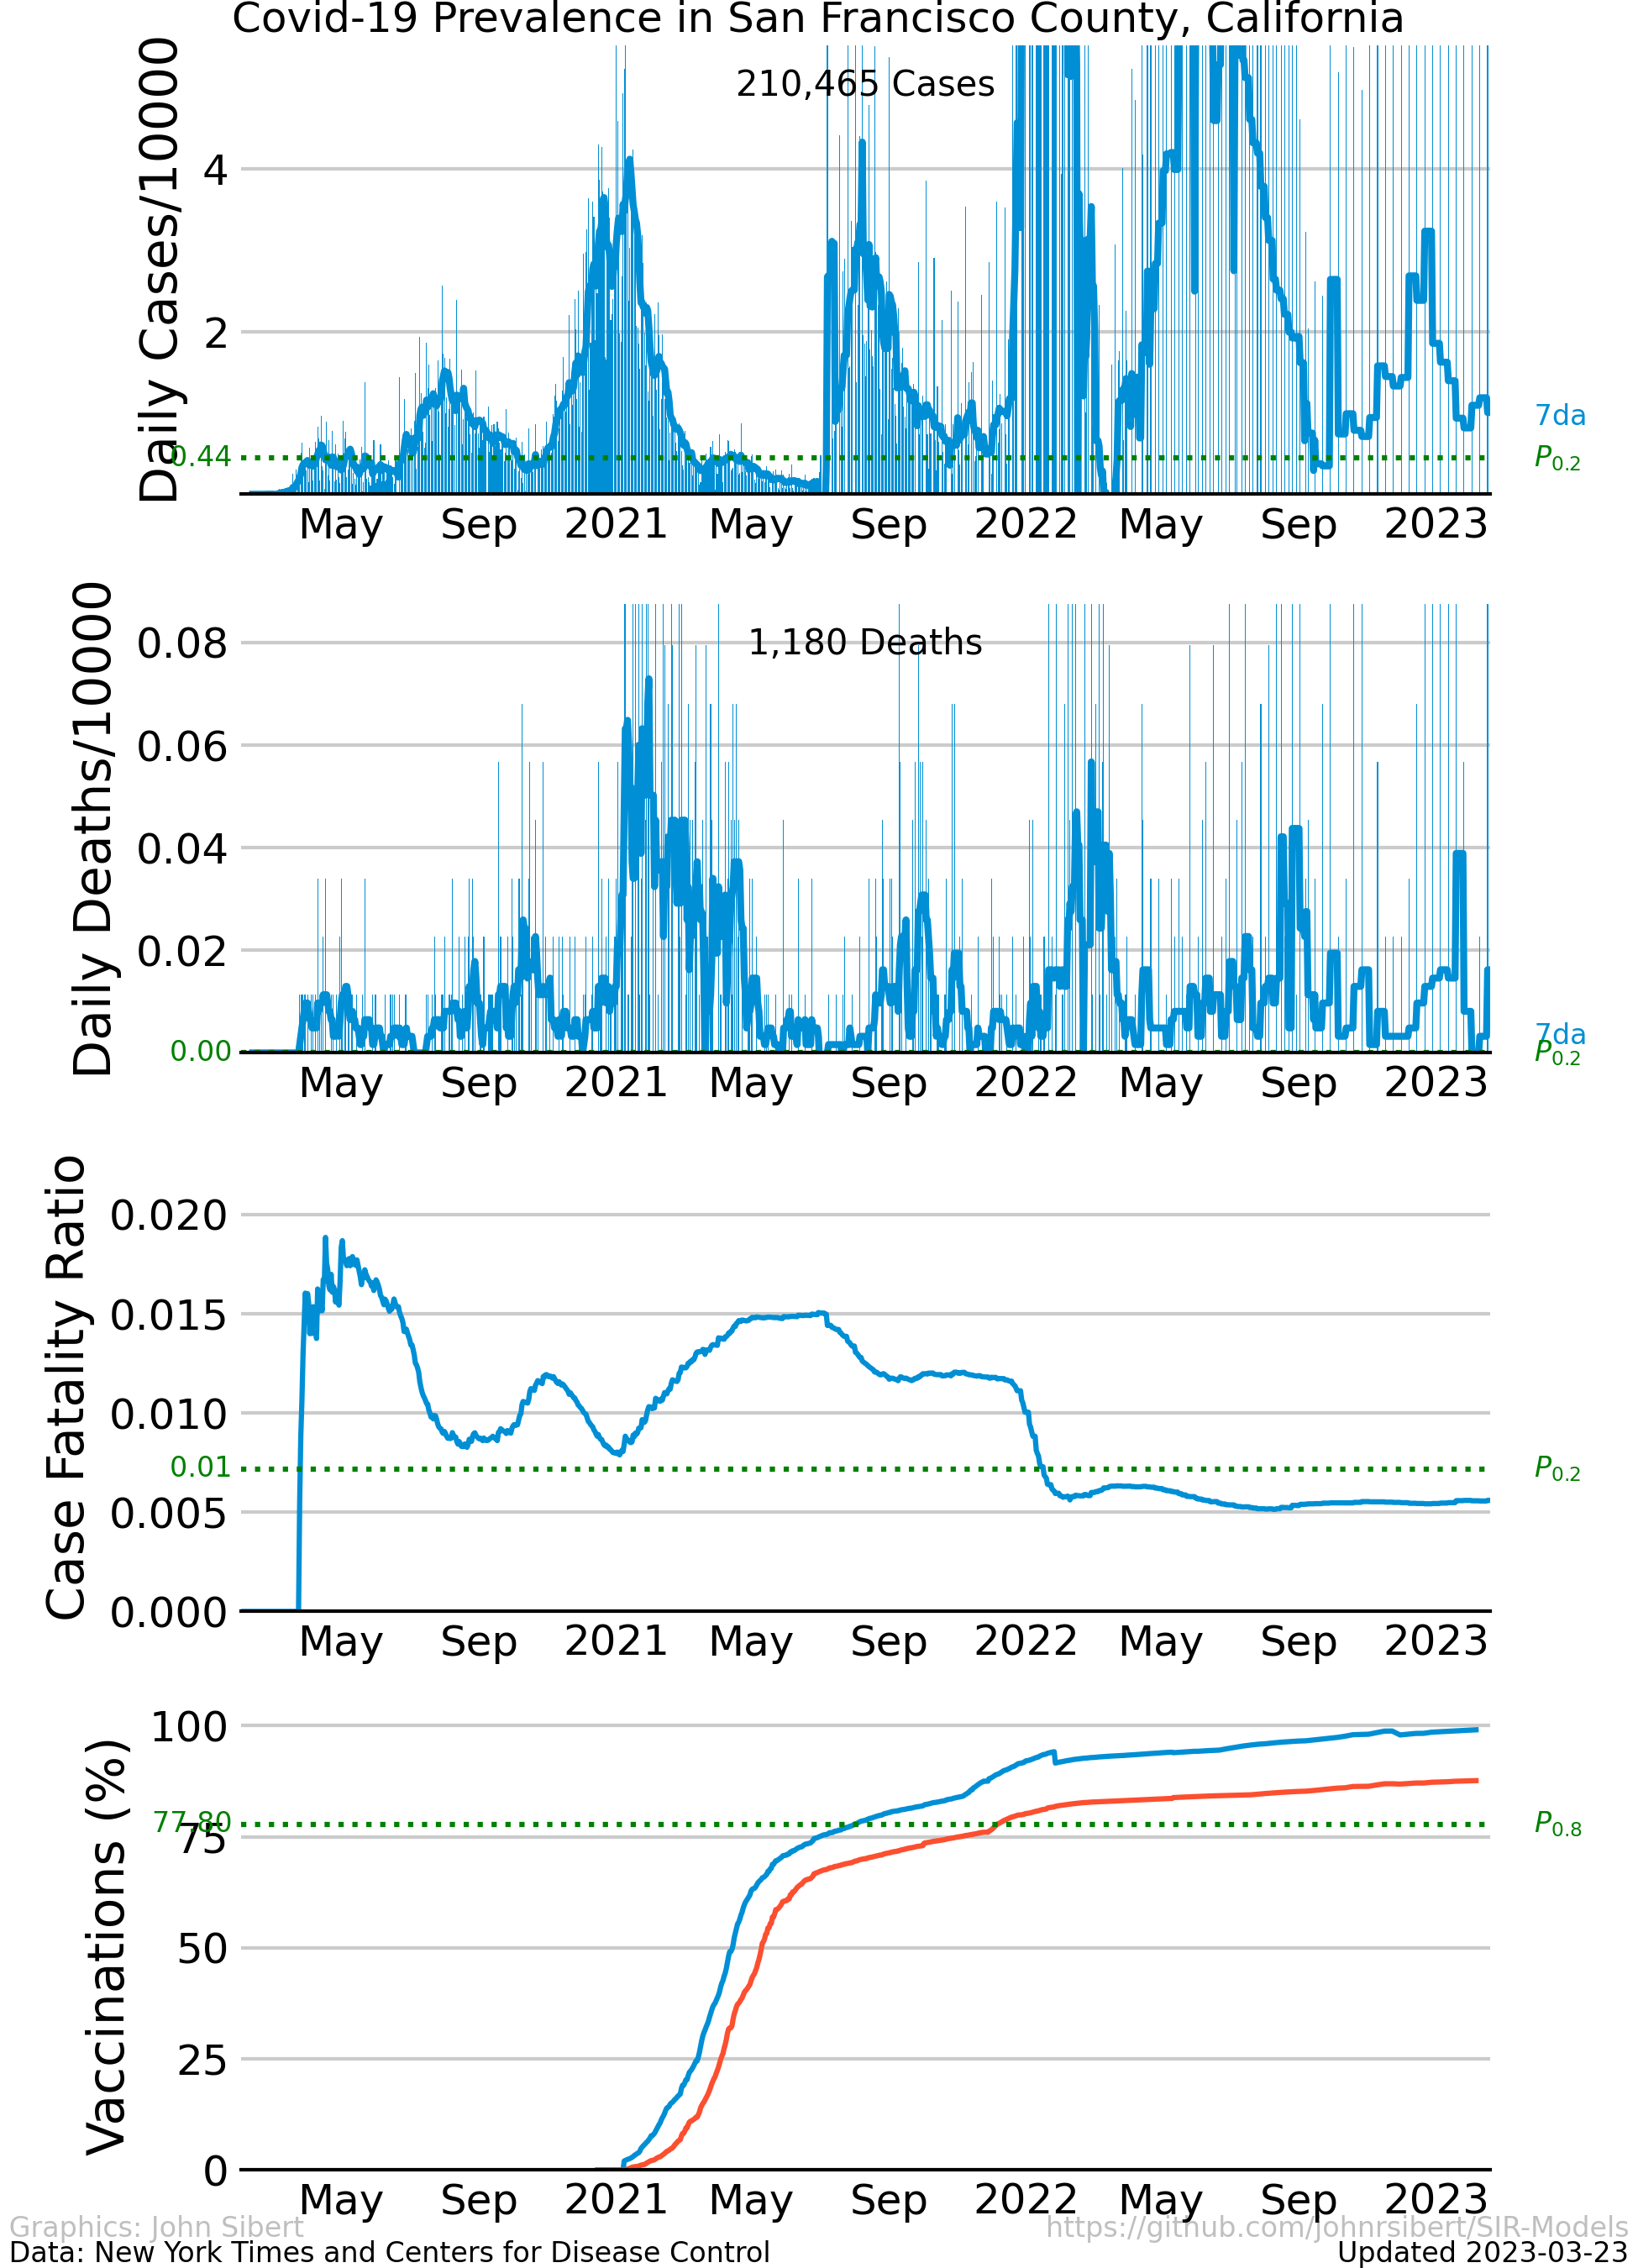 Covid-19 Prevalence in San Francisco County, California
Daily Cases/10000
210,465 Cases
4
2
0.44
7da
P0.2
May Sep 2021 May Sep 2022 May Sep 2023
Daily Deaths/10000
1,180 Deaths
0.08
0.06
0.04
0.02
0.00
7da
P0.2
May Sep 2021 May Sep 2022 May Sep 2023
Case Fatality Ratio
0.020
0.015
0.010
0.01
P0.2
0.005
0.000
May Sep 2021 May Sep 2022 May Sep 2023
Vaccinations (%)
100
77.80
P0.8
75
50
25
0
May Sep 2021 May Sep 2022 May Sep 2023
Graphics: John Sibert https://github.com/johnrsibert/SIR-Models
Data: New York Times and Centers for Disease Control Updated 2023-03-23